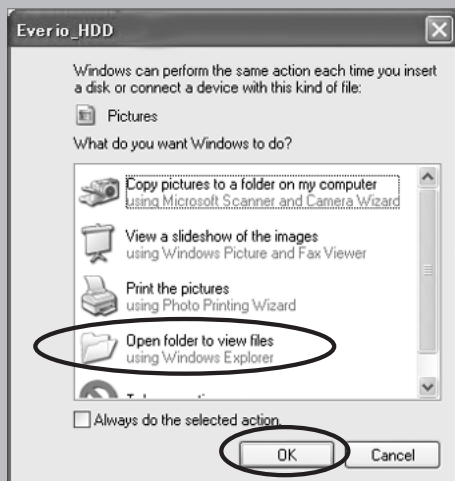 Everio_HDD
Windows can perform the same action each time you insert
a disk or connect a device with this kind of file:
Pictures
What do you want Windows to do?
Copy pictures to a folder on my computer
using Microsoft Scanner and Camera Wizard
View a slideshow of the images
using Windows Picture and Fax Viewer
Print the pictures
using Photo Printing Wizard
Open folder to view files
using Windows Explorer
Always do the selected action.
OK
Cancel